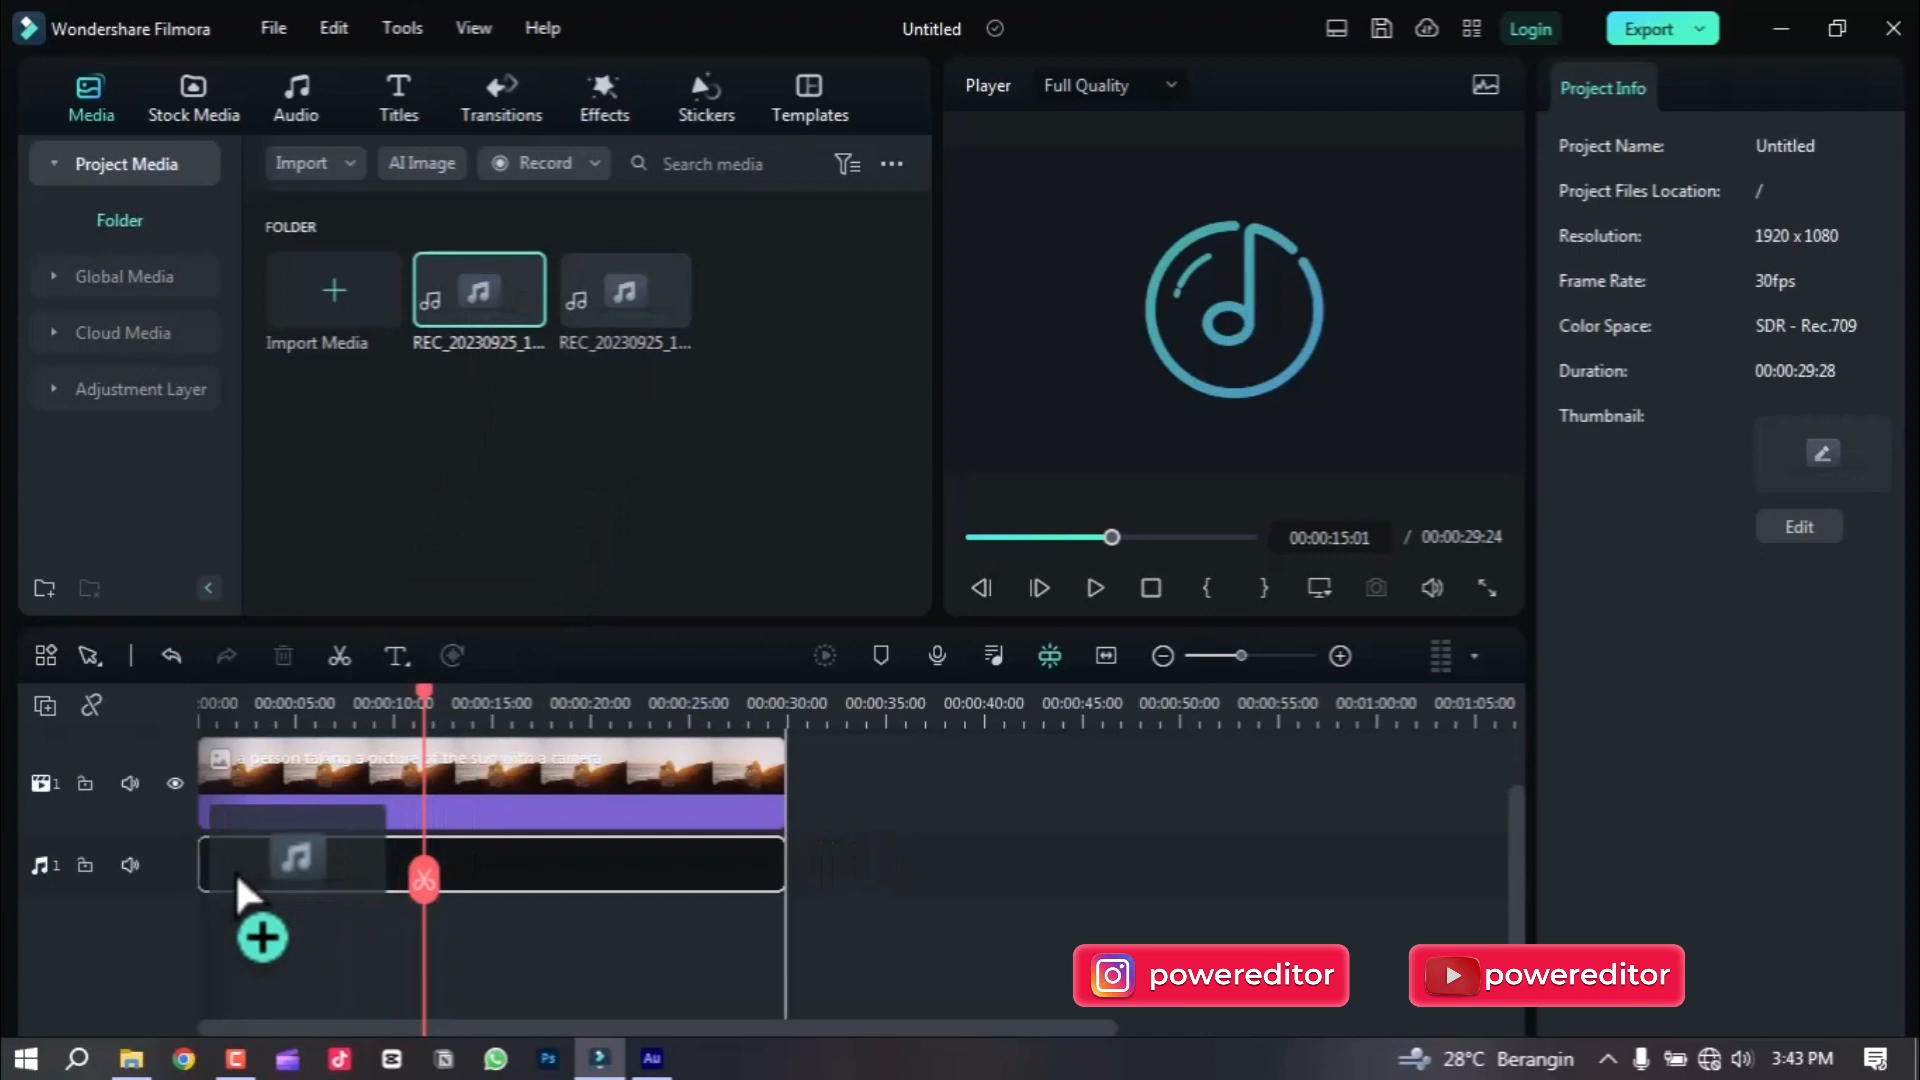 Wondershare Filmora File Edit Tools View Help Untitled Login Export
Media Stock Media Audio Titles Transitions Effects Stickers Templates
Player Full Quality
Project Info
Project Media
Import AI Image Record Search media
Folder
Global Media
Cloud Media
Adjustment Layer
FOLDER
Import Media REC_20230925_1... REC_20230925_1...
Project Name: Untitled
Project Files Location: /
Resolution: 1920 x 1080
Frame Rate: 30fps
Color Space: SDR - Rec.709
Duration: 00:00:29:28
Thumbnail:
Edit
00:00:15:01 / 00:00:29:24
{ }
:00:00 00:00:05:00 00:00:10:00 00:00:15:00 00:00:20:00 00:00:25:00 00:00:30:00 00:00:35:00 00:00:40:00 00:00:45:00 00:00:50:00 00:00:55:00 00:01:00:00 00:01:05:00
a person taking a picture of the sun with a camera
1
1
powereditor
powereditor
Ps
Au
28°C Berangin
3:43 PM